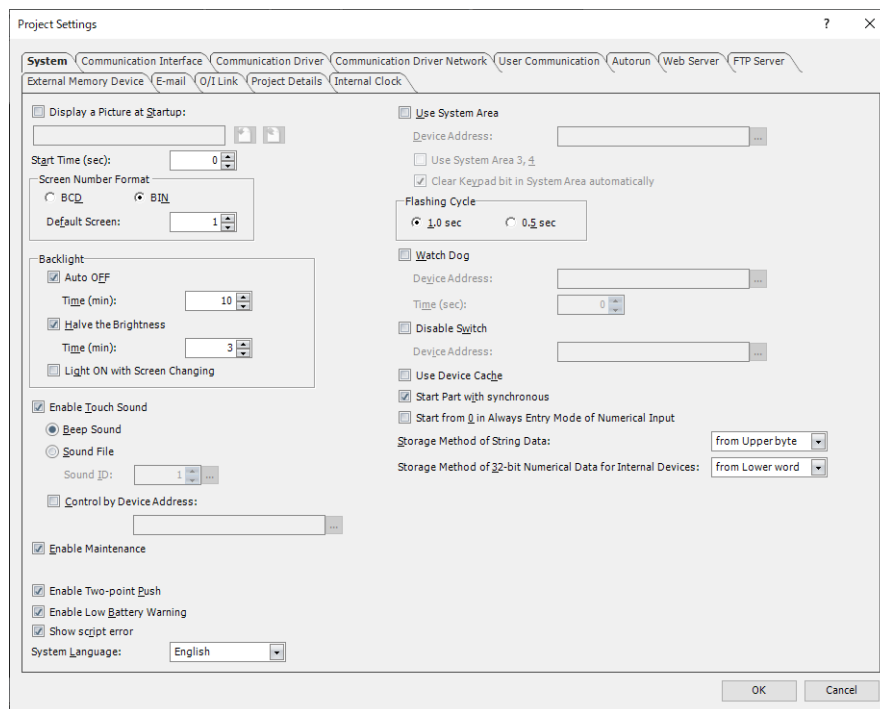 Project Settings
? ×
System Communication Interface Communication Driver Communication Driver Network User Communication Autorun Web Server FTP Server
External Memory Device E-mail O/I Link Project Details Internal Clock
Display a Picture at Startup:
Start Time (sec): 0
Screen Number Format
BCD BIN
Default Screen: 1
Backlight
Auto OFF
Time (min): 10
Halve the Brightness
Time (min): 3
Light ON with Screen Changing
Enable Touch Sound
Beep Sound
Sound File
Sound ID: 1 ...
Control by Device Address:
...
Enable Maintenance
Enable Two-point Push
Enable Low Battery Warning
Show script error
System Language: English
Use System Area
Device Address: ...
Use System Area 3, 4
Clear Keypad bit in System Area automatically
Flashing Cycle
1.0 sec 0.5 sec
Watch Dog
Device Address: ...
Time (sec): 0
Disable Switch
Device Address: ...
Use Device Cache
Start Part with synchronous
Start from 0 in Always Entry Mode of Numerical Input
Storage Method of String Data: from Upper byte
Storage Method of 32-bit Numerical Data for Internal Devices: from Lower word
OK Cancel